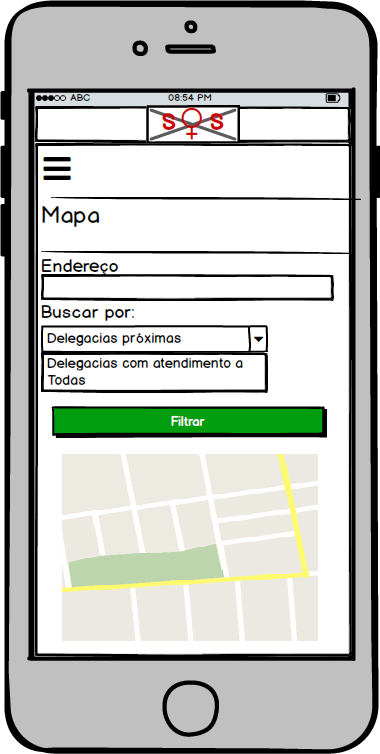 ABC 08:54 PM
S S
Mapa
Endereço
Buscar por:
Delegacias próximas
Delegacias com atendimento a
Todas
Filtrar